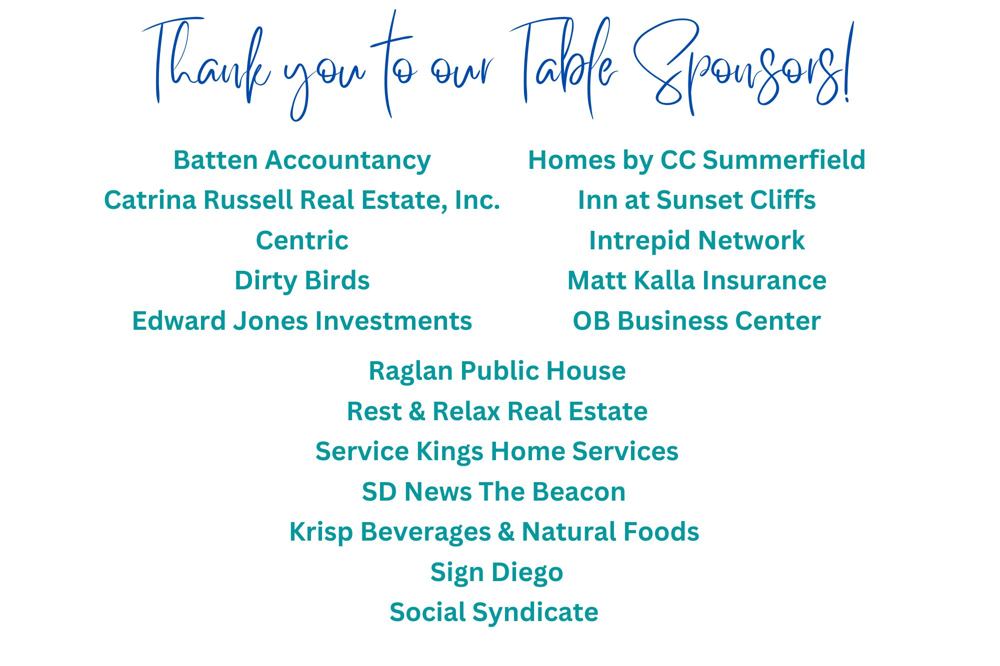 Thank you to our Table Sponsors!
Batten Accountancy
Catrina Russell Real Estate, Inc.
Centric
Dirty Birds
Edward Jones Investments
Homes by CC Summerfield
Inn at Sunset Cliffs
Intrepid Network
Matt Kalla Insurance
OB Business Center
Raglan Public House
Rest & Relax Real Estate
Service Kings Home Services
SD News The Beacon
Krisp Beverages & Natural Foods
Sign Diego
Social Syndicate